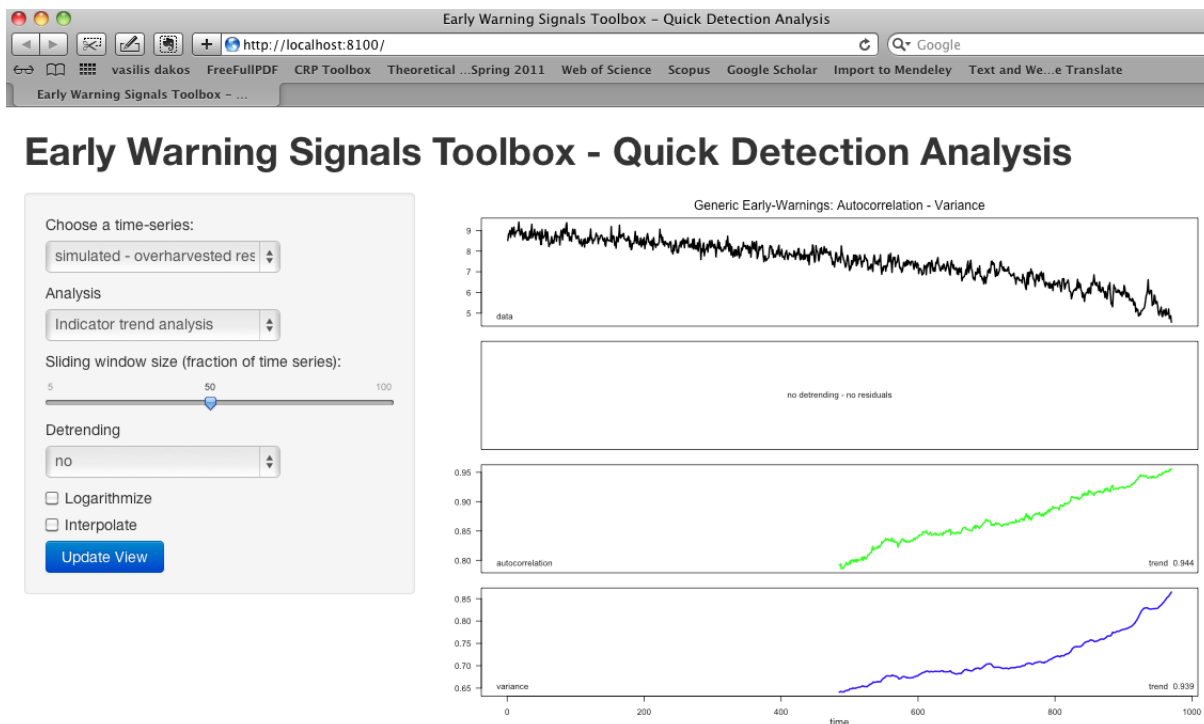 Early Warning Signals Toolbox – Quick Detection Analysis
http://localhost:8100/
Google
vasilis dakos FreeFullPDF CRP Toolbox Theoretical ...Spring 2011 Web of Science Scopus Google Scholar Import to Mendeley Text and We...e Translate
Early Warning Signals Toolbox – ...
Early Warning Signals Toolbox - Quick Detection Analysis
Choose a time-series:
simulated - overharvested res
Analysis
Indicator trend analysis
Sliding window size (fraction of time series):
5 50 100
Detrending
no
Logarithmize
Interpolate
Update View
Generic Early-Warnings: Autocorrelation - Variance
9
8
7
6
5
data
no detrending - no residuals
0.95
0.90
0.85
0.80
autocorrelation
trend 0.944
0.85
0.80
0.75
0.70
0.65
variance
trend 0.939
0 200 400 600 800 1000
time